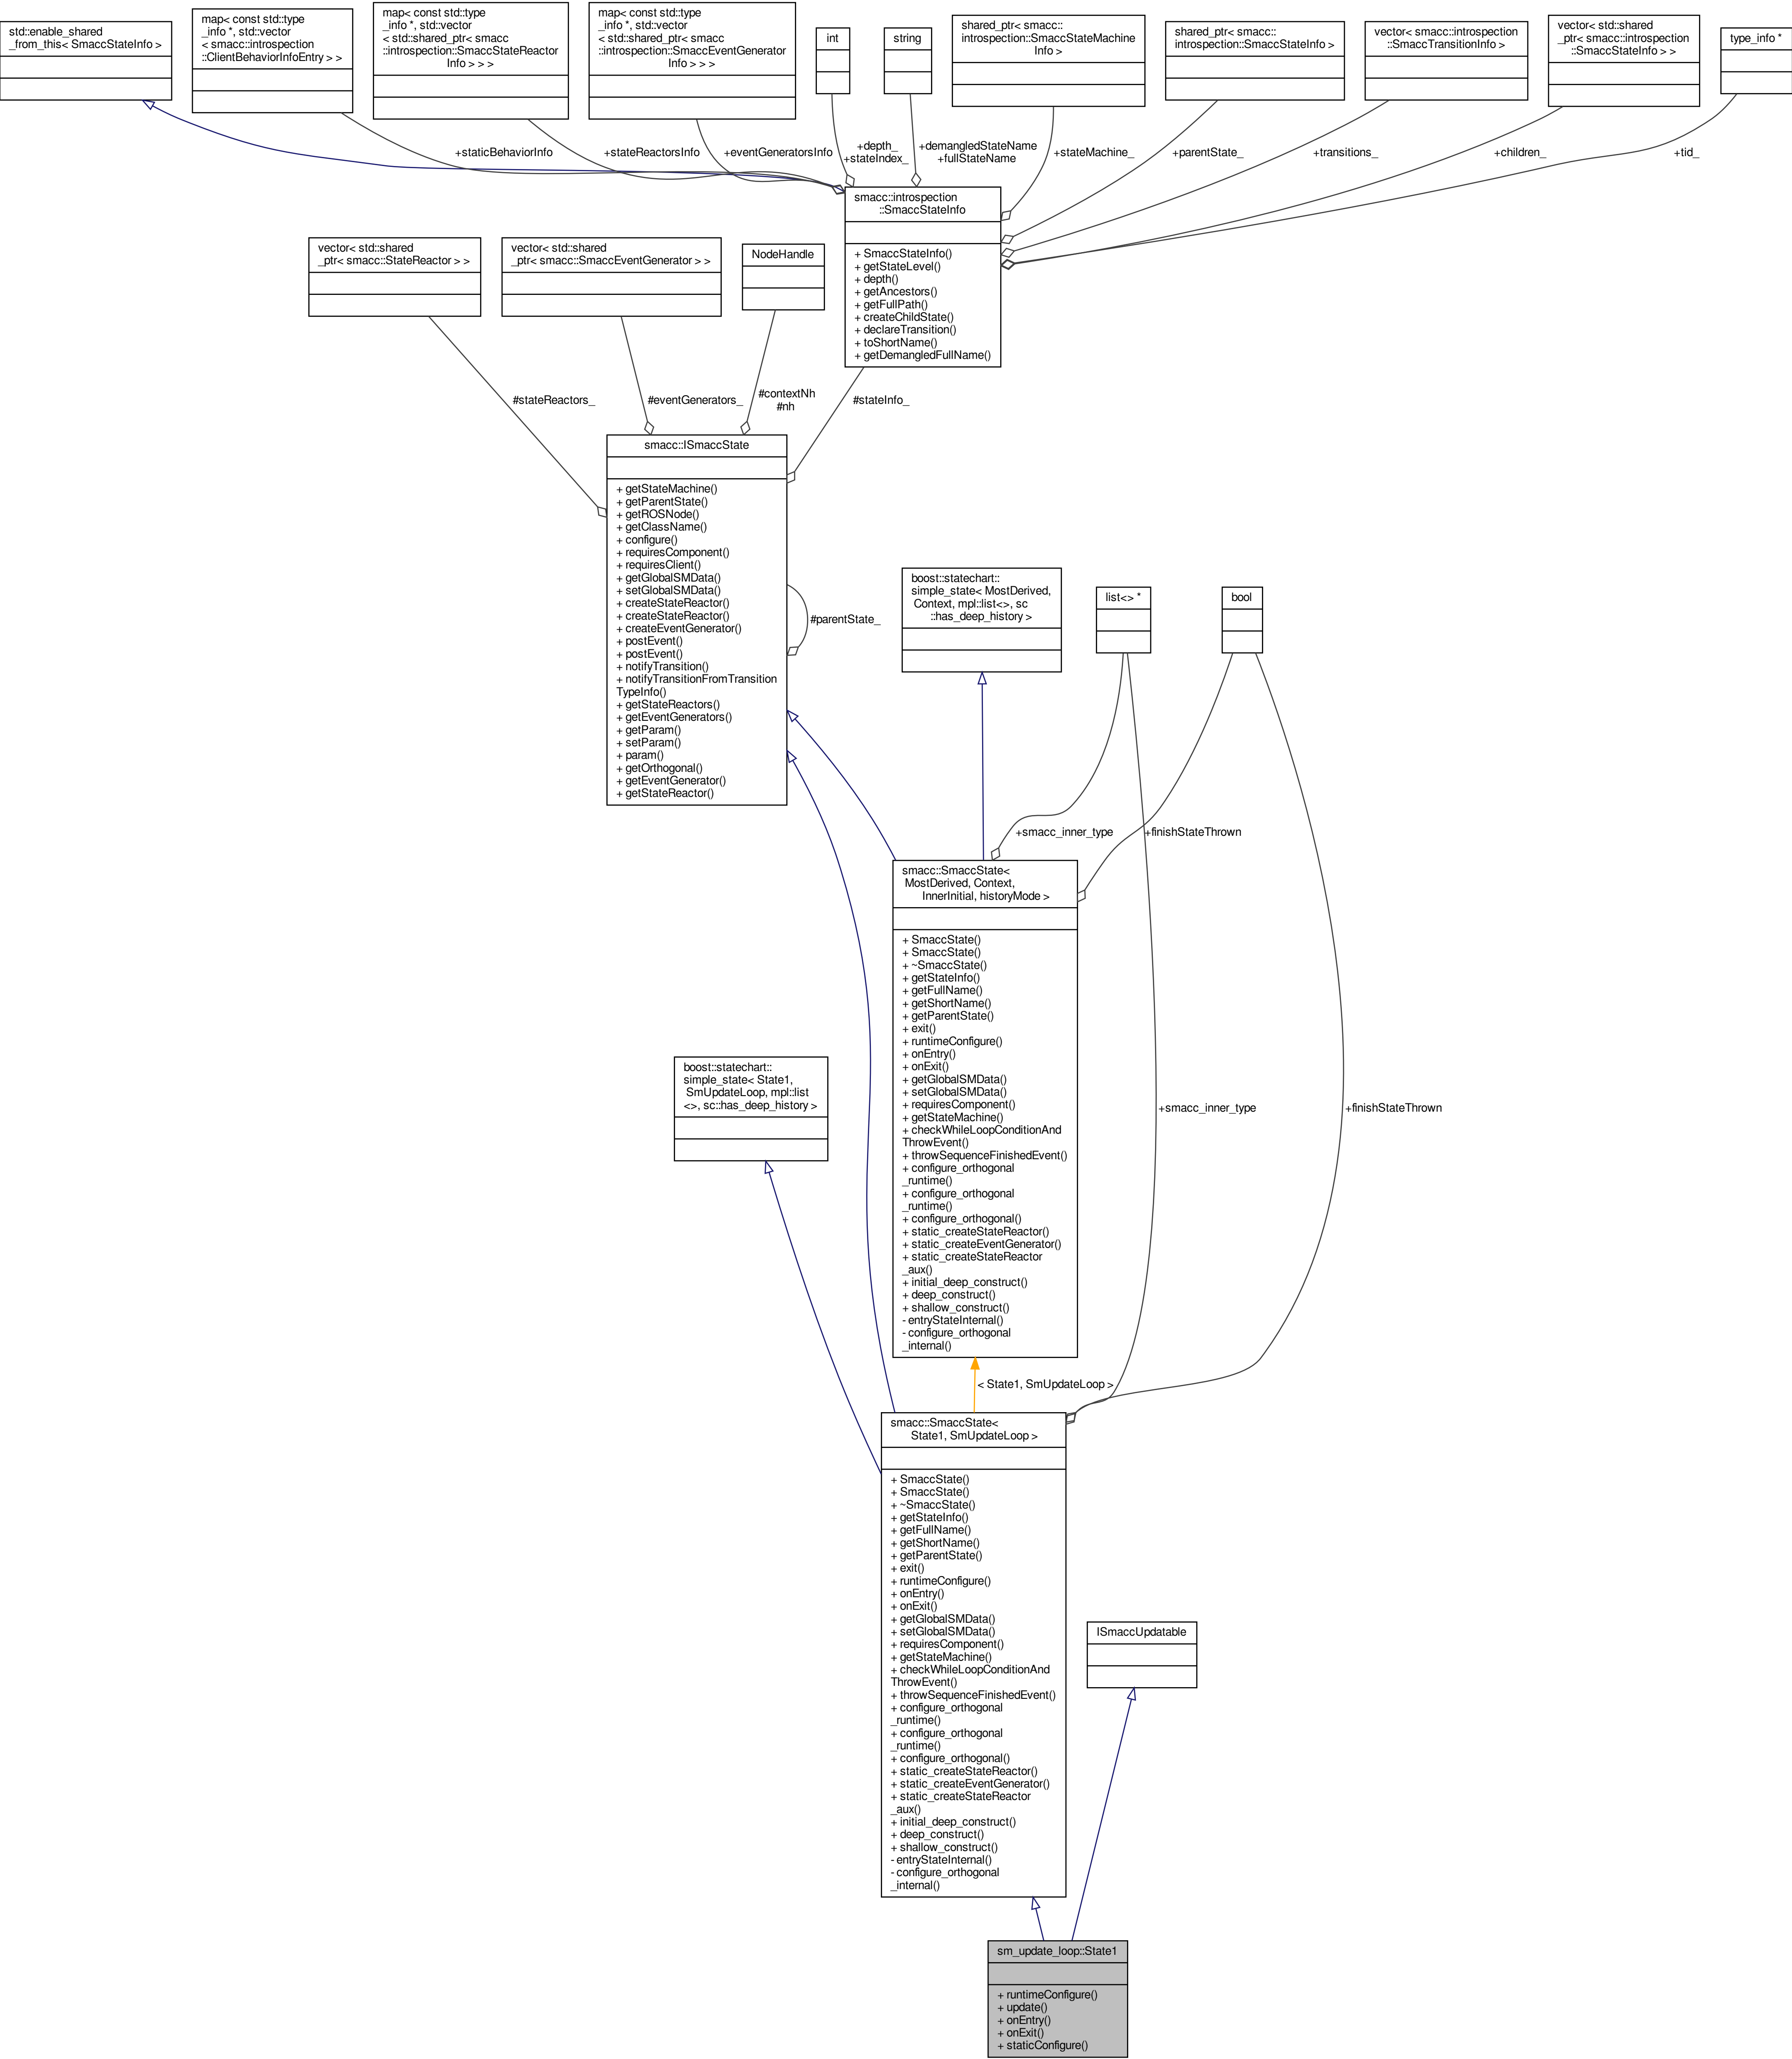 std::enable_shared
_from_this< SmaccStateInfo >
map< const std::type
_info *, std::vector
< smacc::introspection
::ClientBehaviorInfoEntry > >
map< const std::type
_info *, std::vector
< std::shared_ptr< smacc
::introspection::SmaccStateReactor
Info > > >
map< const std::type
_info *, std::vector
< std::shared_ptr< smacc
::introspection::SmaccEventGenerator
Info > > >
int
string
shared_ptr< smacc::
introspection::SmaccStateMachine
Info >
shared_ptr< smacc::
introspection::SmaccStateInfo >
vector< smacc::introspection
::SmaccTransitionInfo >
vector< std::shared
_ptr< smacc::introspection
::SmaccStateInfo > >
type_info *
+staticBehaviorInfo
+stateReactorsInfo
+eventGeneratorsInfo
+depth_
+stateIndex_
+demangledStateName
+fullStateName
+stateMachine_
+parentState_
+transitions_
+children_
+tid_
smacc::introspection
::SmaccStateInfo
+ SmaccStateInfo()
+ getStateLevel()
+ depth()
+ getAncestors()
+ getFullPath()
+ createChildState()
+ declareTransition()
+ toShortName()
+ getDemangledFullName()
vector< std::shared
_ptr< smacc::StateReactor > >
vector< std::shared
_ptr< smacc::SmaccEventGenerator > >
NodeHandle
#stateReactors_
#eventGenerators_
#contextNh
#nh
#stateInfo_
smacc::ISmaccState
+ getStateMachine()
+ getParentState()
+ getROSNode()
+ getClassName()
+ configure()
+ requiresComponent()
+ requiresClient()
+ getGlobalSMData()
+ setGlobalSMData()
+ createStateReactor()
+ createStateReactor()
+ createEventGenerator()
+ postEvent()
+ postEvent()
+ notifyTransition()
+ notifyTransitionFromTransition
TypeInfo()
+ getStateReactors()
+ getEventGenerators()
+ getParam()
+ setParam()
+ param()
+ getOrthogonal()
+ getEventGenerator()
+ getStateReactor()
#parentState_
boost::statechart::
simple_state< MostDerived,
Context, mpl::list<>, sc
::has_deep_history >
list<> *
bool
+smacc_inner_type
+finishStateThrown
smacc::SmaccState<
MostDerived, Context,
InnerInitial, historyMode >
+ SmaccState()
+ SmaccState()
+ ~SmaccState()
+ getStateInfo()
+ getFullName()
+ getShortName()
+ getParentState()
+ exit()
+ runtimeConfigure()
+ onEntry()
+ onExit()
+ getGlobalSMData()
+ setGlobalSMData()
+ requiresComponent()
+ getStateMachine()
+ checkWhileLoopConditionAnd
ThrowEvent()
+ throwSequenceFinishedEvent()
+ configure_orthogonal
_runtime()
+ configure_orthogonal
_runtime()
+ configure_orthogonal()
+ static_createStateReactor()
+ static_createEventGenerator()
+ static_createStateReactor
_aux()
+ initial_deep_construct()
+ deep_construct()
+ shallow_construct()
- entryStateInternal()
- configure_orthogonal
_internal()
boost::statechart::
simple_state< State1,
SmUpdateLoop, mpl::list
<>, sc::has_deep_history >
+smacc_inner_type
+finishStateThrown
< State1, SmUpdateLoop >
smacc::SmaccState<
State1, SmUpdateLoop >
+ SmaccState()
+ SmaccState()
+ ~SmaccState()
+ getStateInfo()
+ getFullName()
+ getShortName()
+ getParentState()
+ exit()
+ runtimeConfigure()
+ onEntry()
+ onExit()
+ getGlobalSMData()
+ setGlobalSMData()
+ requiresComponent()
+ getStateMachine()
+ checkWhileLoopConditionAnd
ThrowEvent()
+ throwSequenceFinishedEvent()
+ configure_orthogonal
_runtime()
+ configure_orthogonal
_runtime()
+ configure_orthogonal()
+ static_createStateReactor()
+ static_createEventGenerator()
+ static_createStateReactor
_aux()
+ initial_deep_construct()
+ deep_construct()
+ shallow_construct()
- entryStateInternal()
- configure_orthogonal
_internal()
ISmaccUpdatable
sm_update_loop::State1
+ runtimeConfigure()
+ update()
+ onEntry()
+ onExit()
+ staticConfigure()